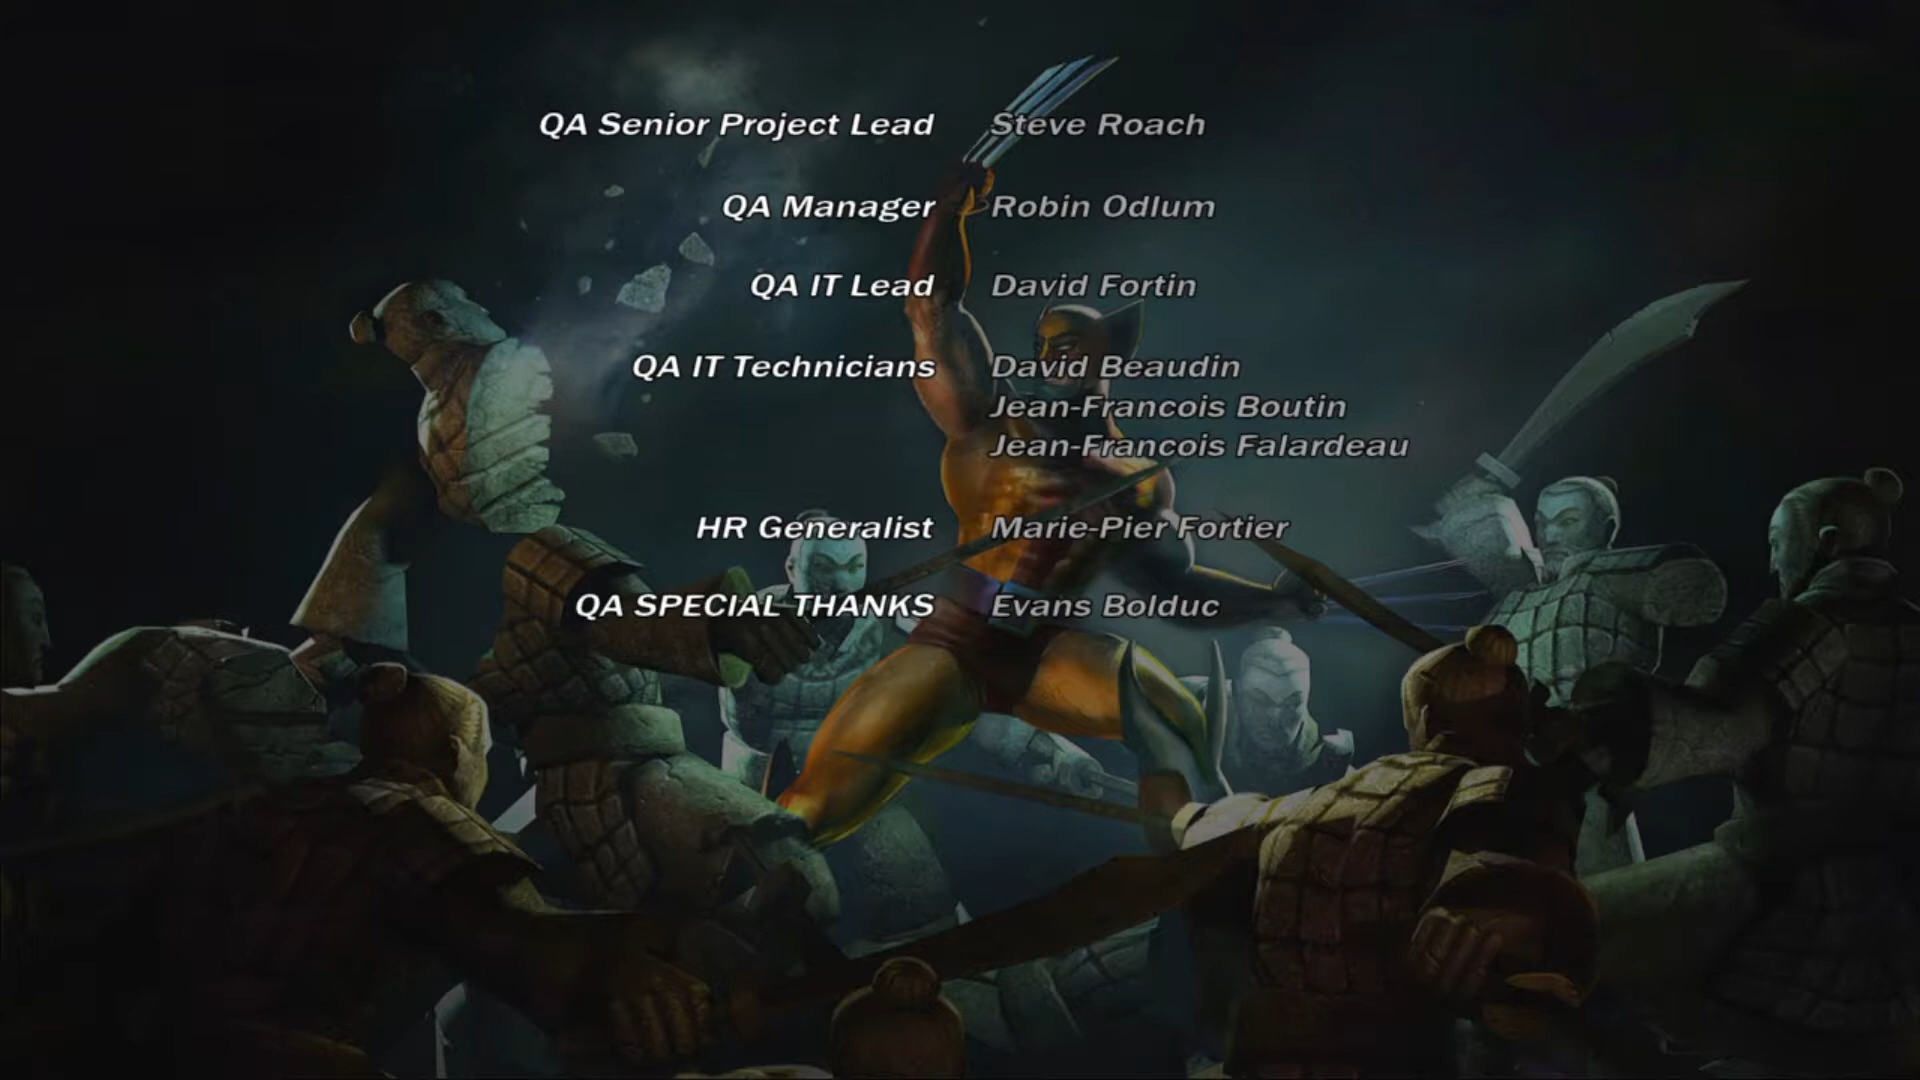 QA Senior Project Lead Steve Roach
QA Manager Robin Odlum
QA IT Lead David Fortin
QA IT Technicians David Beaudin
Jean-Francois Boutin
Jean-Francois Falardeau
HR Generalist Marie-Pier Fortier
QA SPECIAL THANKS Evans Bolduc